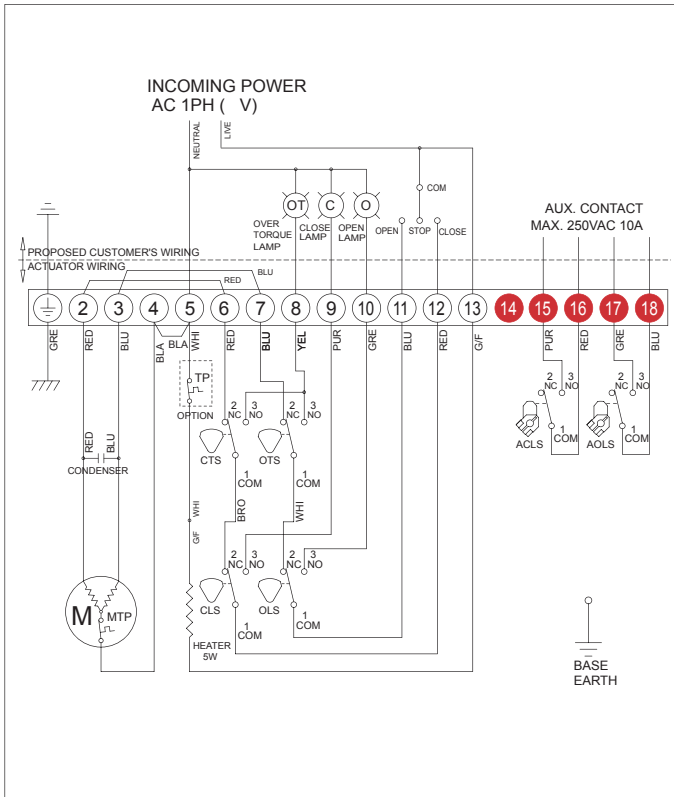 INCOMING POWER
AC 1PH (   V)
NEUTRAL
LIVE
COM
OT
C
O
OVER
TORQUE
LAMP
CLOSE
LAMP
OPEN
LAMP
OPEN
STOP
CLOSE
AUX. CONTACT
MAX. 250VAC 10A
PROPOSED CUSTOMER'S WIRING
ACTUATOR WIRING
RED
BLU
2 3 4 5 6 7 8 9 10 11 12 13 14 15 16 17 18
GRE
RED
BLU
BLA
BLA
WHI
RED
BLU
YEL
PUR
GRE
BLU
RED
G/F
PUR
RED
GRE
BLU
TP
OPTION
2
NC
3
NO
CTS
1
COM
2
NC
3
NO
OTS
1
COM
2
NC
3
NO
ACLS
1
COM
2
NC
3
NO
AOLS
1
COM
RED
BLU
CONDENSER
WHI
G/F
BRO
WHI
2
NC
3
NO
CLS
1
COM
2
NC
3
NO
OLS
1
COM
M
MTP
HEATER
5W
BASE
EARTH